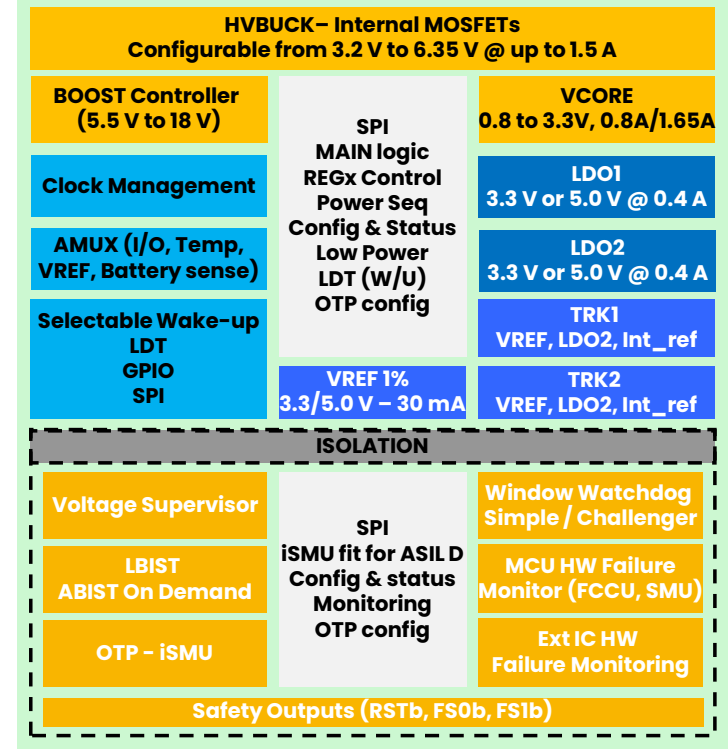 HVBUCK– Internal MOSFETs
Configurable from 3.2 V to 6.35 V @ up to 1.5 A
BOOST Controller
(5.5 V to 18 V)
Clock Management
AMUX (I/O, Temp,
VREF, Battery sense)
Selectable Wake-up
LDT
GPIO
SPI
SPI
MAIN logic
REGx Control
Power Seq
Config & Status
Low Power
LDT (W/U)
OTP config
VREF 1%
3.3/5.0 V – 30 mA
VCORE
0.8 to 3.3V, 0.8A/1.65A
LDO1
3.3 V or 5.0 V @ 0.4 A
LDO2
3.3 V or 5.0 V @ 0.4 A
TRK1
VREF, LDO2, Int_ref
TRK2
VREF, LDO2, Int_ref
ISOLATION
Voltage Supervisor
LBIST
ABIST On Demand
OTP - iSMU
SPI
iSMU fit for ASIL D
Config & status
Monitoring
OTP config
Window Watchdog
Simple / Challenger
MCU HW Failure
Monitor (FCCU, SMU)
Ext IC HW
Failure Monitoring
Safety Outputs (RSTb, FS0b, FS1b)